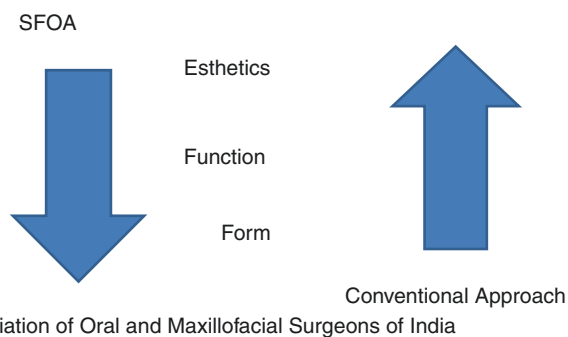 SFOA
Esthetics
Function
Form
Conventional Approach
iation of Oral and Maxillofacial Surgeons of India